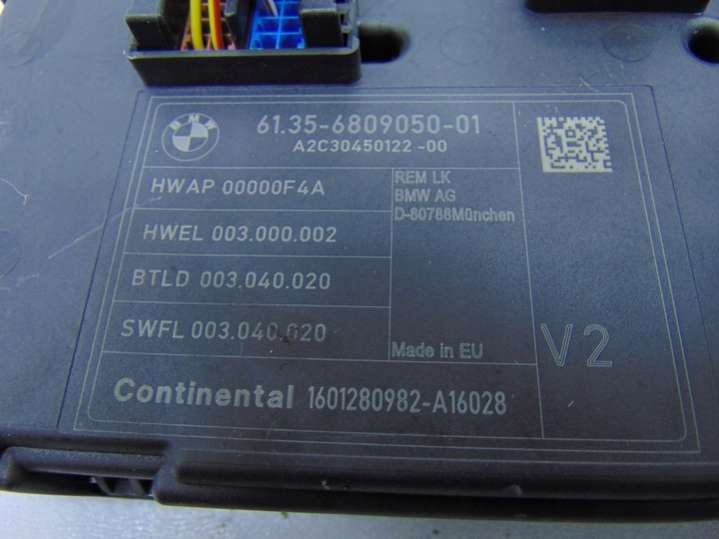 BMW
61.35-6809050-01
A2C30450122-00
HWAP 00000F4A
HWEL 003.000.002
BTLD 003.040.020
SWFL 003.040.020
REM LK
BMW AG
D-80788München
Made in EU
V2
Continental 1601280982-A16028